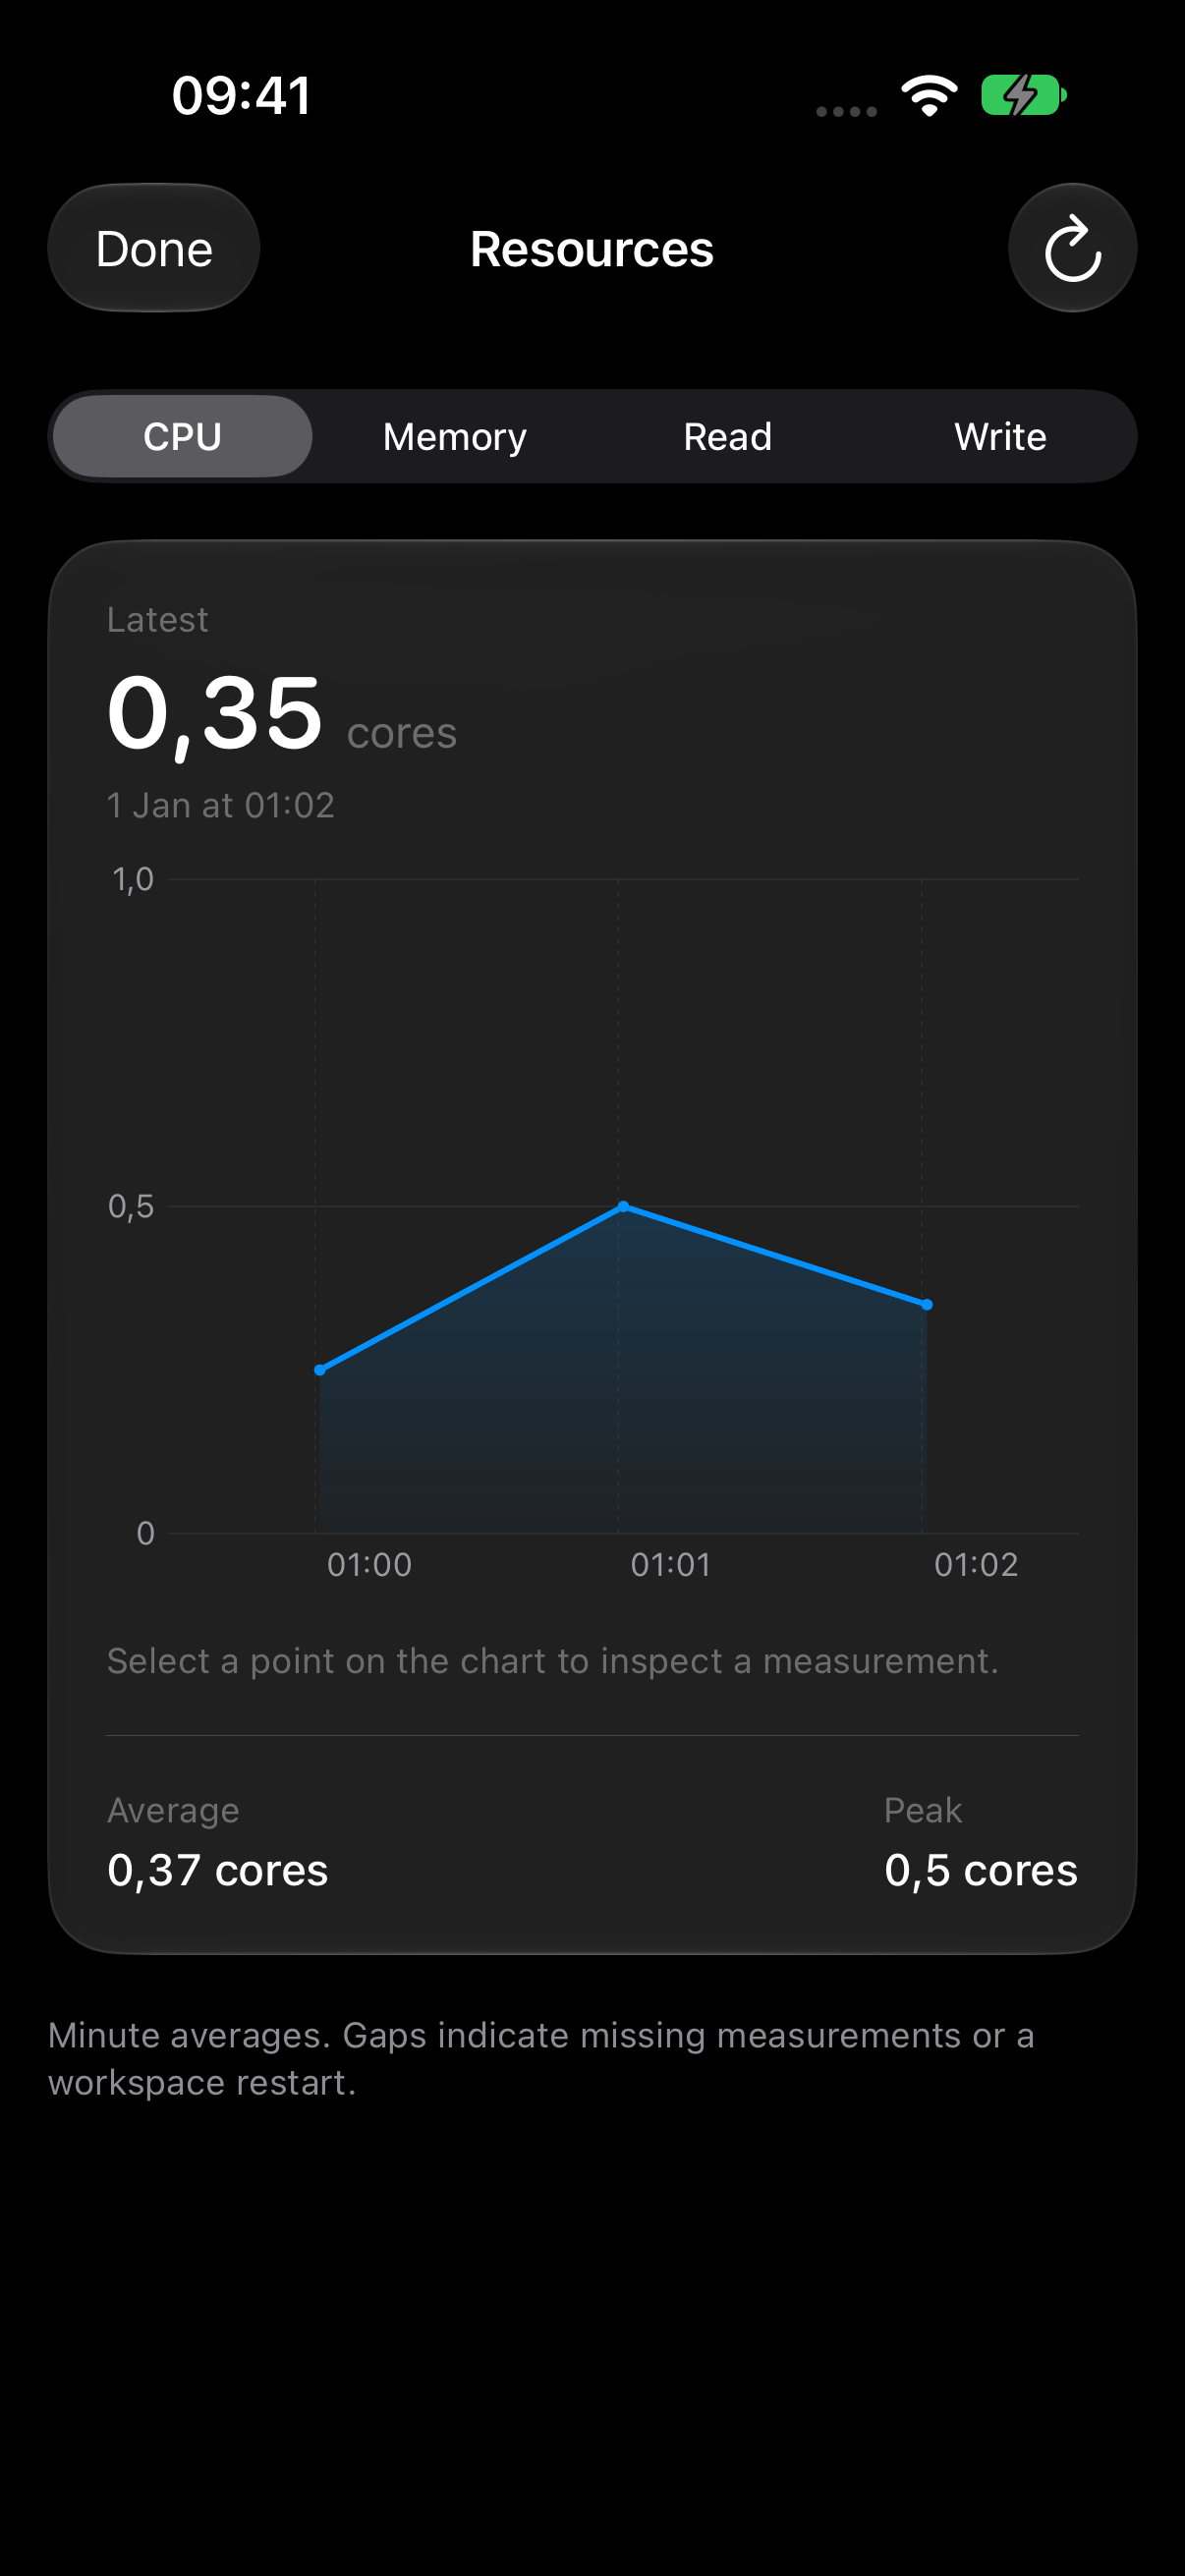 09:41
Done
Resources
CPU
Memory
Read
Write
Latest
0,35 cores
1 Jan at 01:02
1,0
0,5
0
01:00
01:01
01:02
Select a point on the chart to inspect a measurement.
Average
0,37 cores
Peak
0,5 cores
Minute averages. Gaps indicate missing measurements or a
workspace restart.